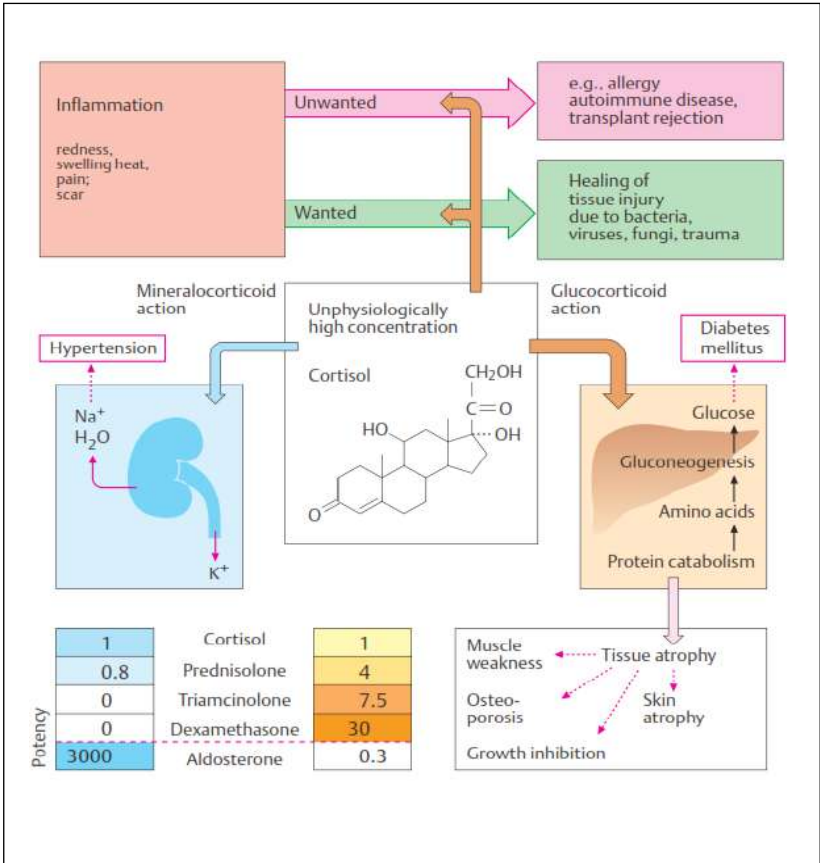 Inflammation
redness,
swelling heat,
pain;
scar
Unwanted
e.g., allergy
autoimmune disease,
transplant rejection
Wanted
Healing of
tissue injury
due to bacteria,
viruses, fungi, trauma
Mineralocorticoid
action
Unphysiologically
high concentration
Glucocorticoid
action
Hypertension
Diabetes
mellitus
Cortisol
CH₂OH
C=O
HO
OH
O
Na⁺
H₂O
K⁺
Glucose
Gluconeogenesis
Amino acids
Protein catabolism
Potency
1 Cortisol 1
0.8 Prednisolone 4
0 Triamcinolone 7.5
0 Dexamethasone 30
3000 Aldosterone 0.3
Muscle
weakness
Tissue atrophy
Osteo-
porosis
Skin
atrophy
Growth inhibition